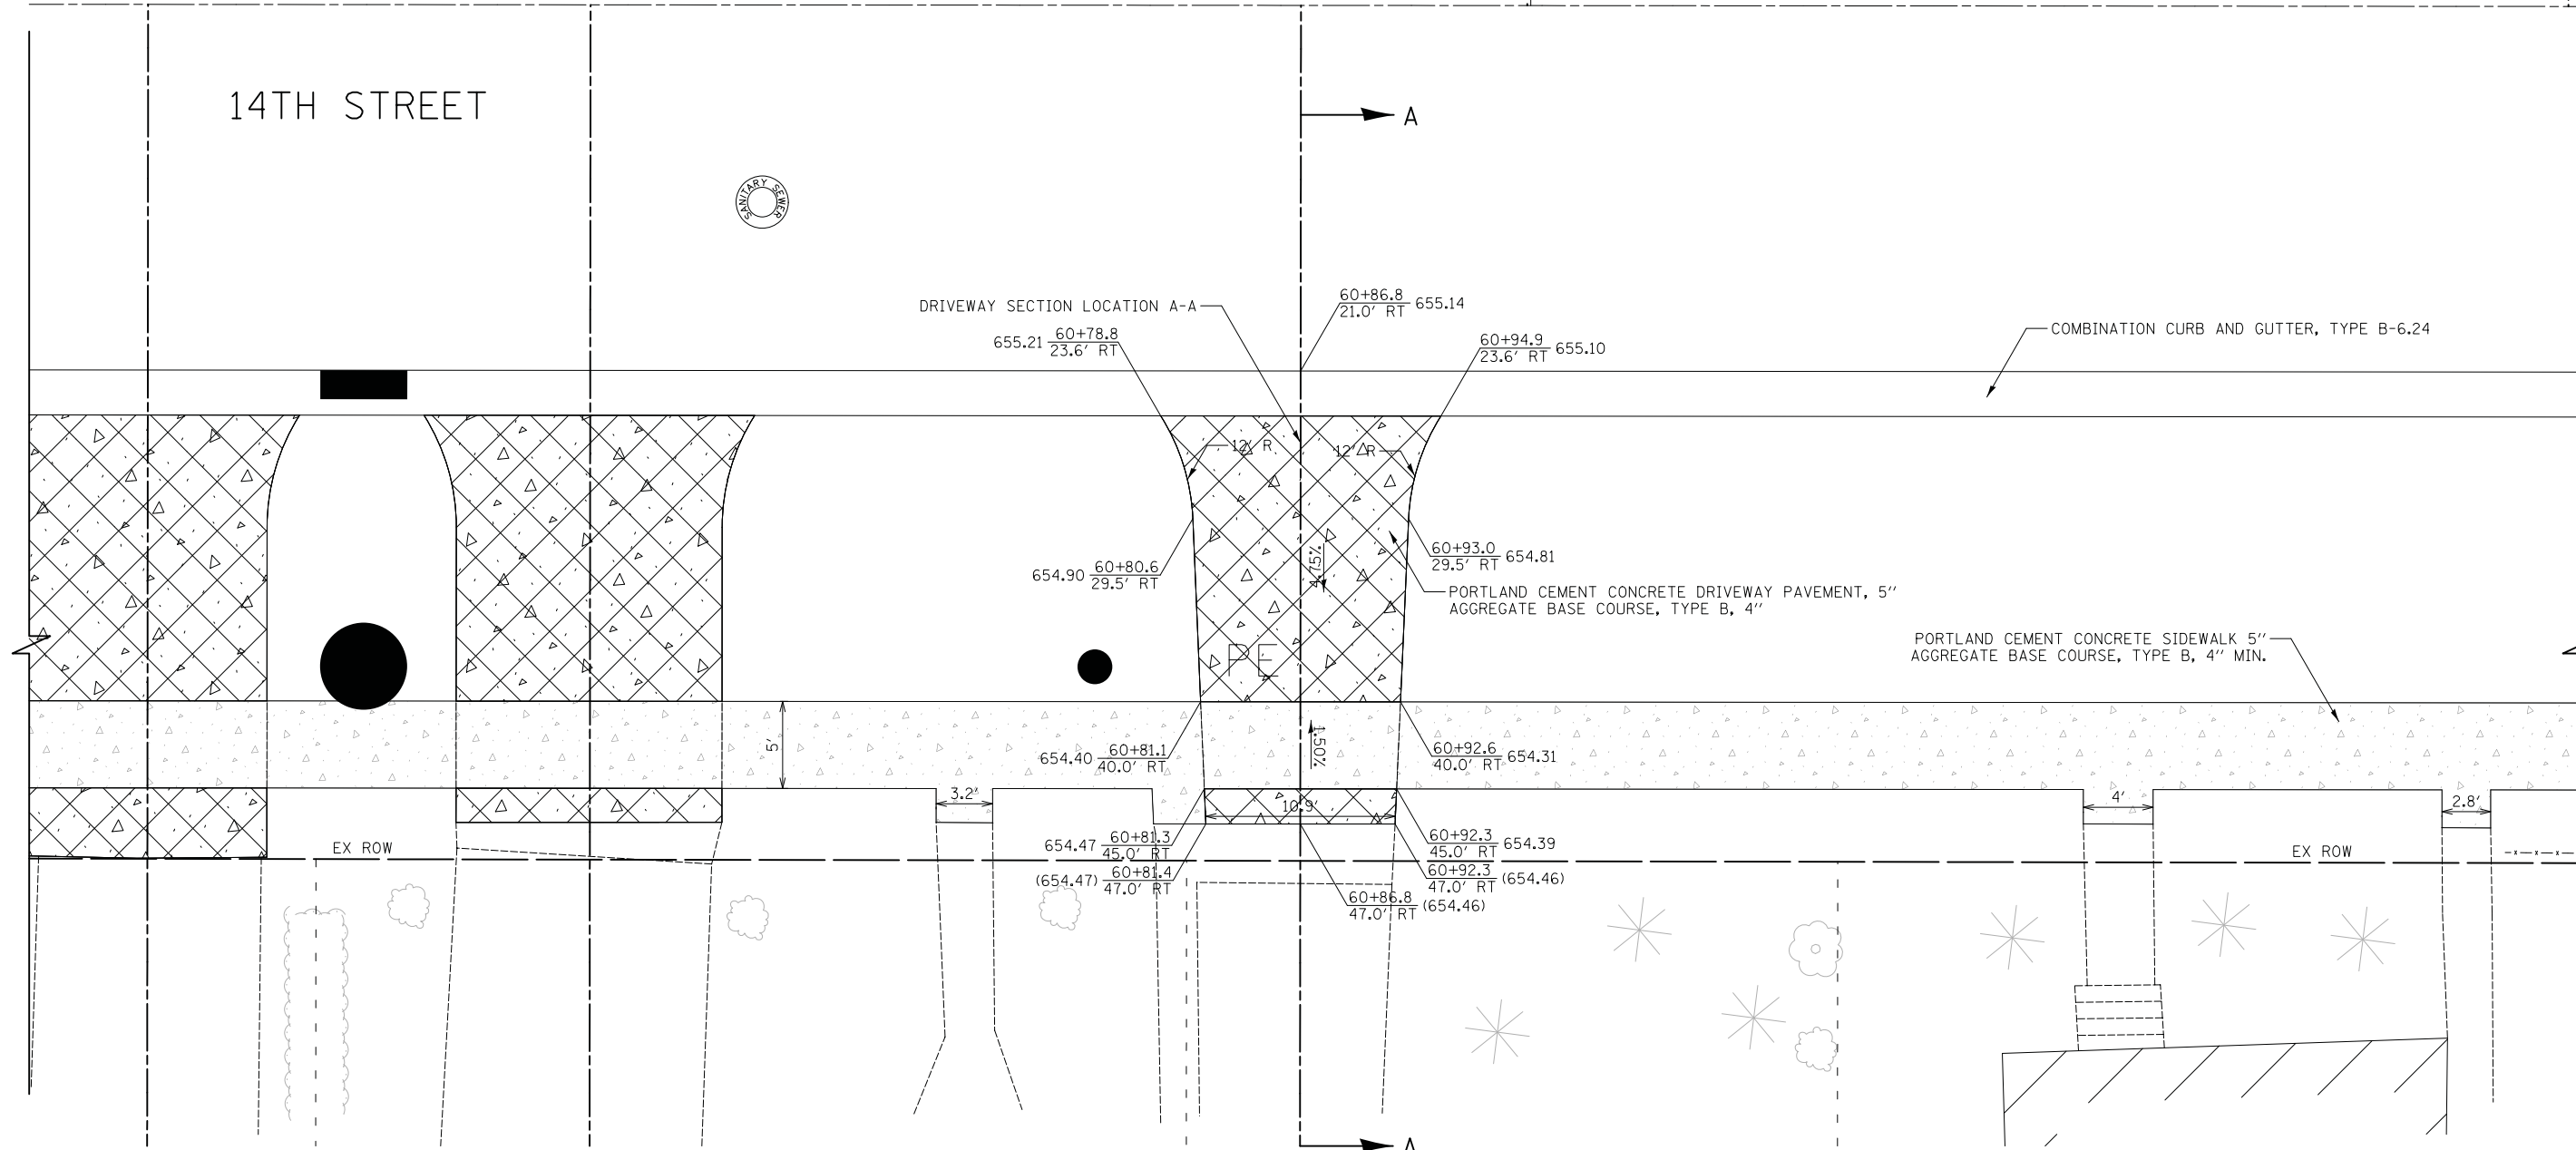 14TH STREET
A
SANITARY SEWER
DRIVEWAY SECTION LOCATION A-A
60+86.8
21.0' RT
655.14
655.21
60+78.8
23.6' RT
60+94.9
23.6' RT
655.10
COMBINATION CURB AND GUTTER, TYPE B-6.24
12' R
12' R
654.90
60+80.6
29.5' RT
4.75%
60+93.0
29.5' RT
654.81
PORTLAND CEMENT CONCRETE DRIVEWAY PAVEMENT, 5"
AGGREGATE BASE COURSE, TYPE B, 4"
PORTLAND CEMENT CONCRETE SIDEWALK 5"
AGGREGATE BASE COURSE, TYPE B, 4" MIN.
PE
5'
654.40
60+81.1
40.0' RT
1.50%
60+92.6
40.0' RT
654.31
3.2'
10.9'
4'
2.8'
654.47
60+81.3
45.0' RT
60+92.3
45.0' RT
654.39
EX ROW
EX ROW
(654.47)
60+81.4
47.0' RT
60+92.3
47.0' RT
(654.46)
60+86.8
47.0' RT
(654.46)
A